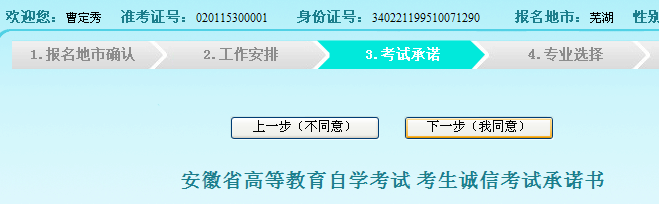 欢迎您：曹定秀 准考证号：020115300001 身份证号：340221199510071290 报名地市：芜湖 性别
1.报名地市确认 2.工作安排 3.考试承诺 4.专业选择
上一步（不同意） 下一步（我同意）
安徽省高等教育自学考试 考生诚信考试承诺书